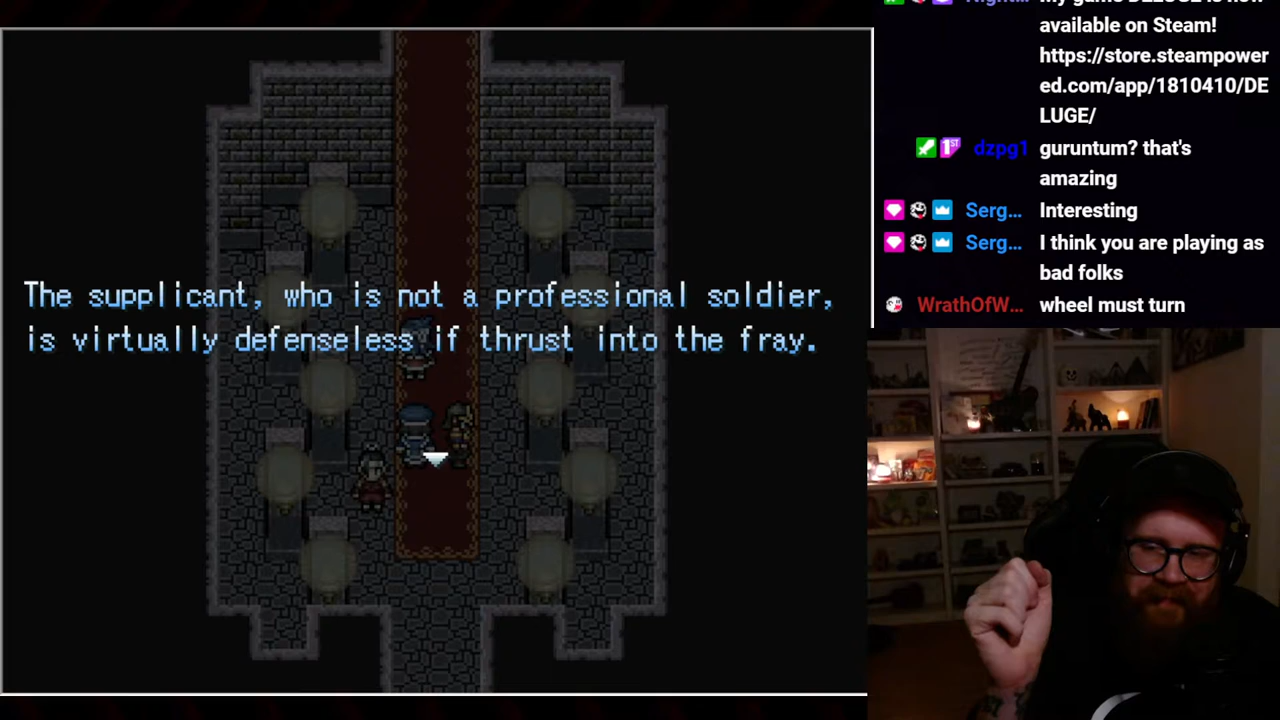 The supplicant, who is not a professional soldier,
is virtually defenseless if thrust into the fray.
available on Steam!
https://store.steampower
ed.com/app/1810410/DE
LUGE/
dzpg1 guruntum? that's
amazing
Serg... Interesting
Serg... I think you are playing as
bad folks
WrathOfW... wheel must turn